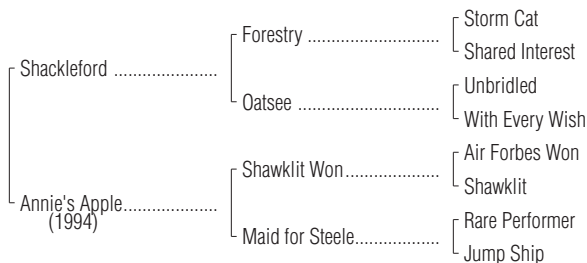 Storm Cat
Forestry ........................
Shared Interest
Shackleford .....................
Unbridled
Oatsee ..........................
With Every Wish
Air Forbes Won
Shawklit Won...................
Shawklit
Annie's Apple...................
(1994)
Rare Performer
Maid for Steele.................
Jump Ship